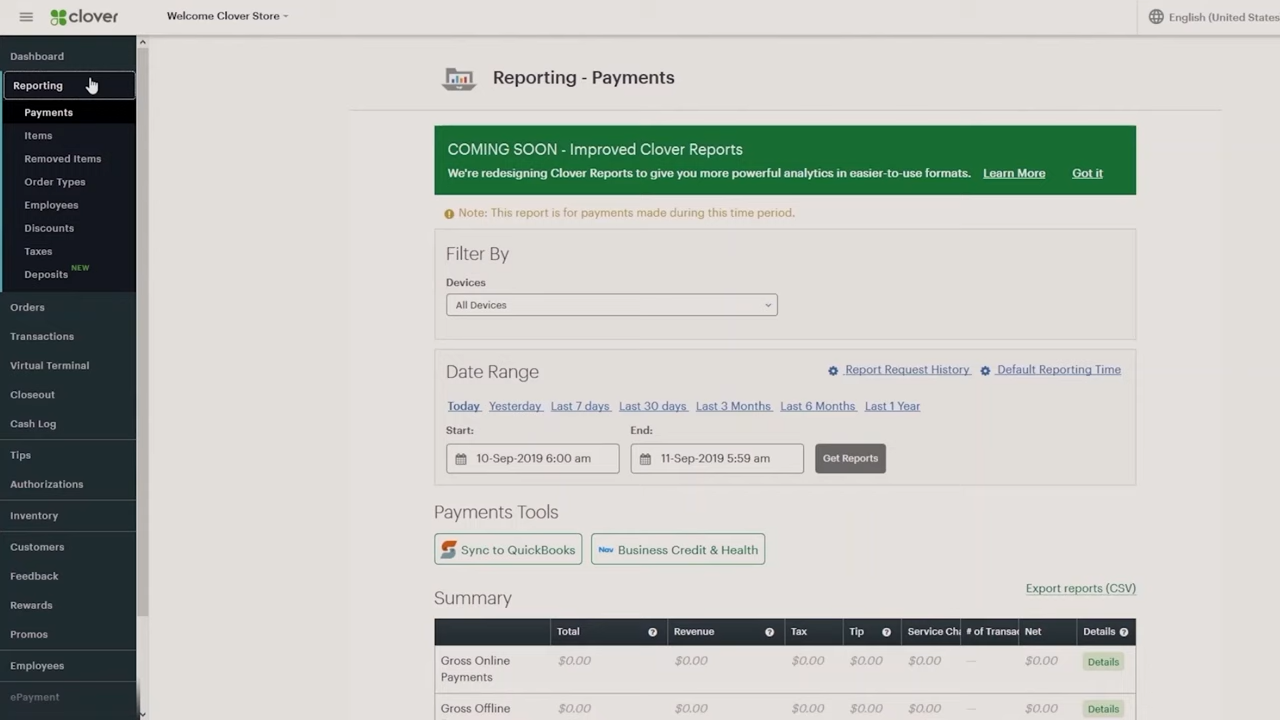 clover
Welcome Clover Store
English (United States
Dashboard
Reporting
Payments
Items
Removed Items
Order Types
Employees
Discounts
Taxes
Deposits NEW
Orders
Transactions
Virtual Terminal
Closeout
Cash Log
Tips
Authorizations
Inventory
Customers
Feedback
Rewards
Promos
Employees
ePayment
Reporting - Payments
COMING SOON - Improved Clover Reports
We're redesigning Clover Reports to give you more powerful analytics in easier-to-use formats. Learn More Got it
Note: This report is for payments made during this time period.
Filter By
Devices
All Devices
Date Range Report Request History Default Reporting Time
Today Yesterday Last 7 days Last 30 days Last 3 Months Last 6 Months Last 1 Year
Start: End:
10-Sep-2019 6:00 am 11-Sep-2019 5:59 am Get Reports
Payments Tools
Sync to QuickBooks Nav Business Credit & Health
Export reports (CSV)
Summary
Total Revenue Tax Tip Service Cha # of Transac Net Details
Gross Online Payments $0.00 $0.00 $0.00 $0.00 $0.00 — $0.00 Details
Gross Offline $0.00 $0.00 $0.00 $0.00 $0.00 — $0.00 Details